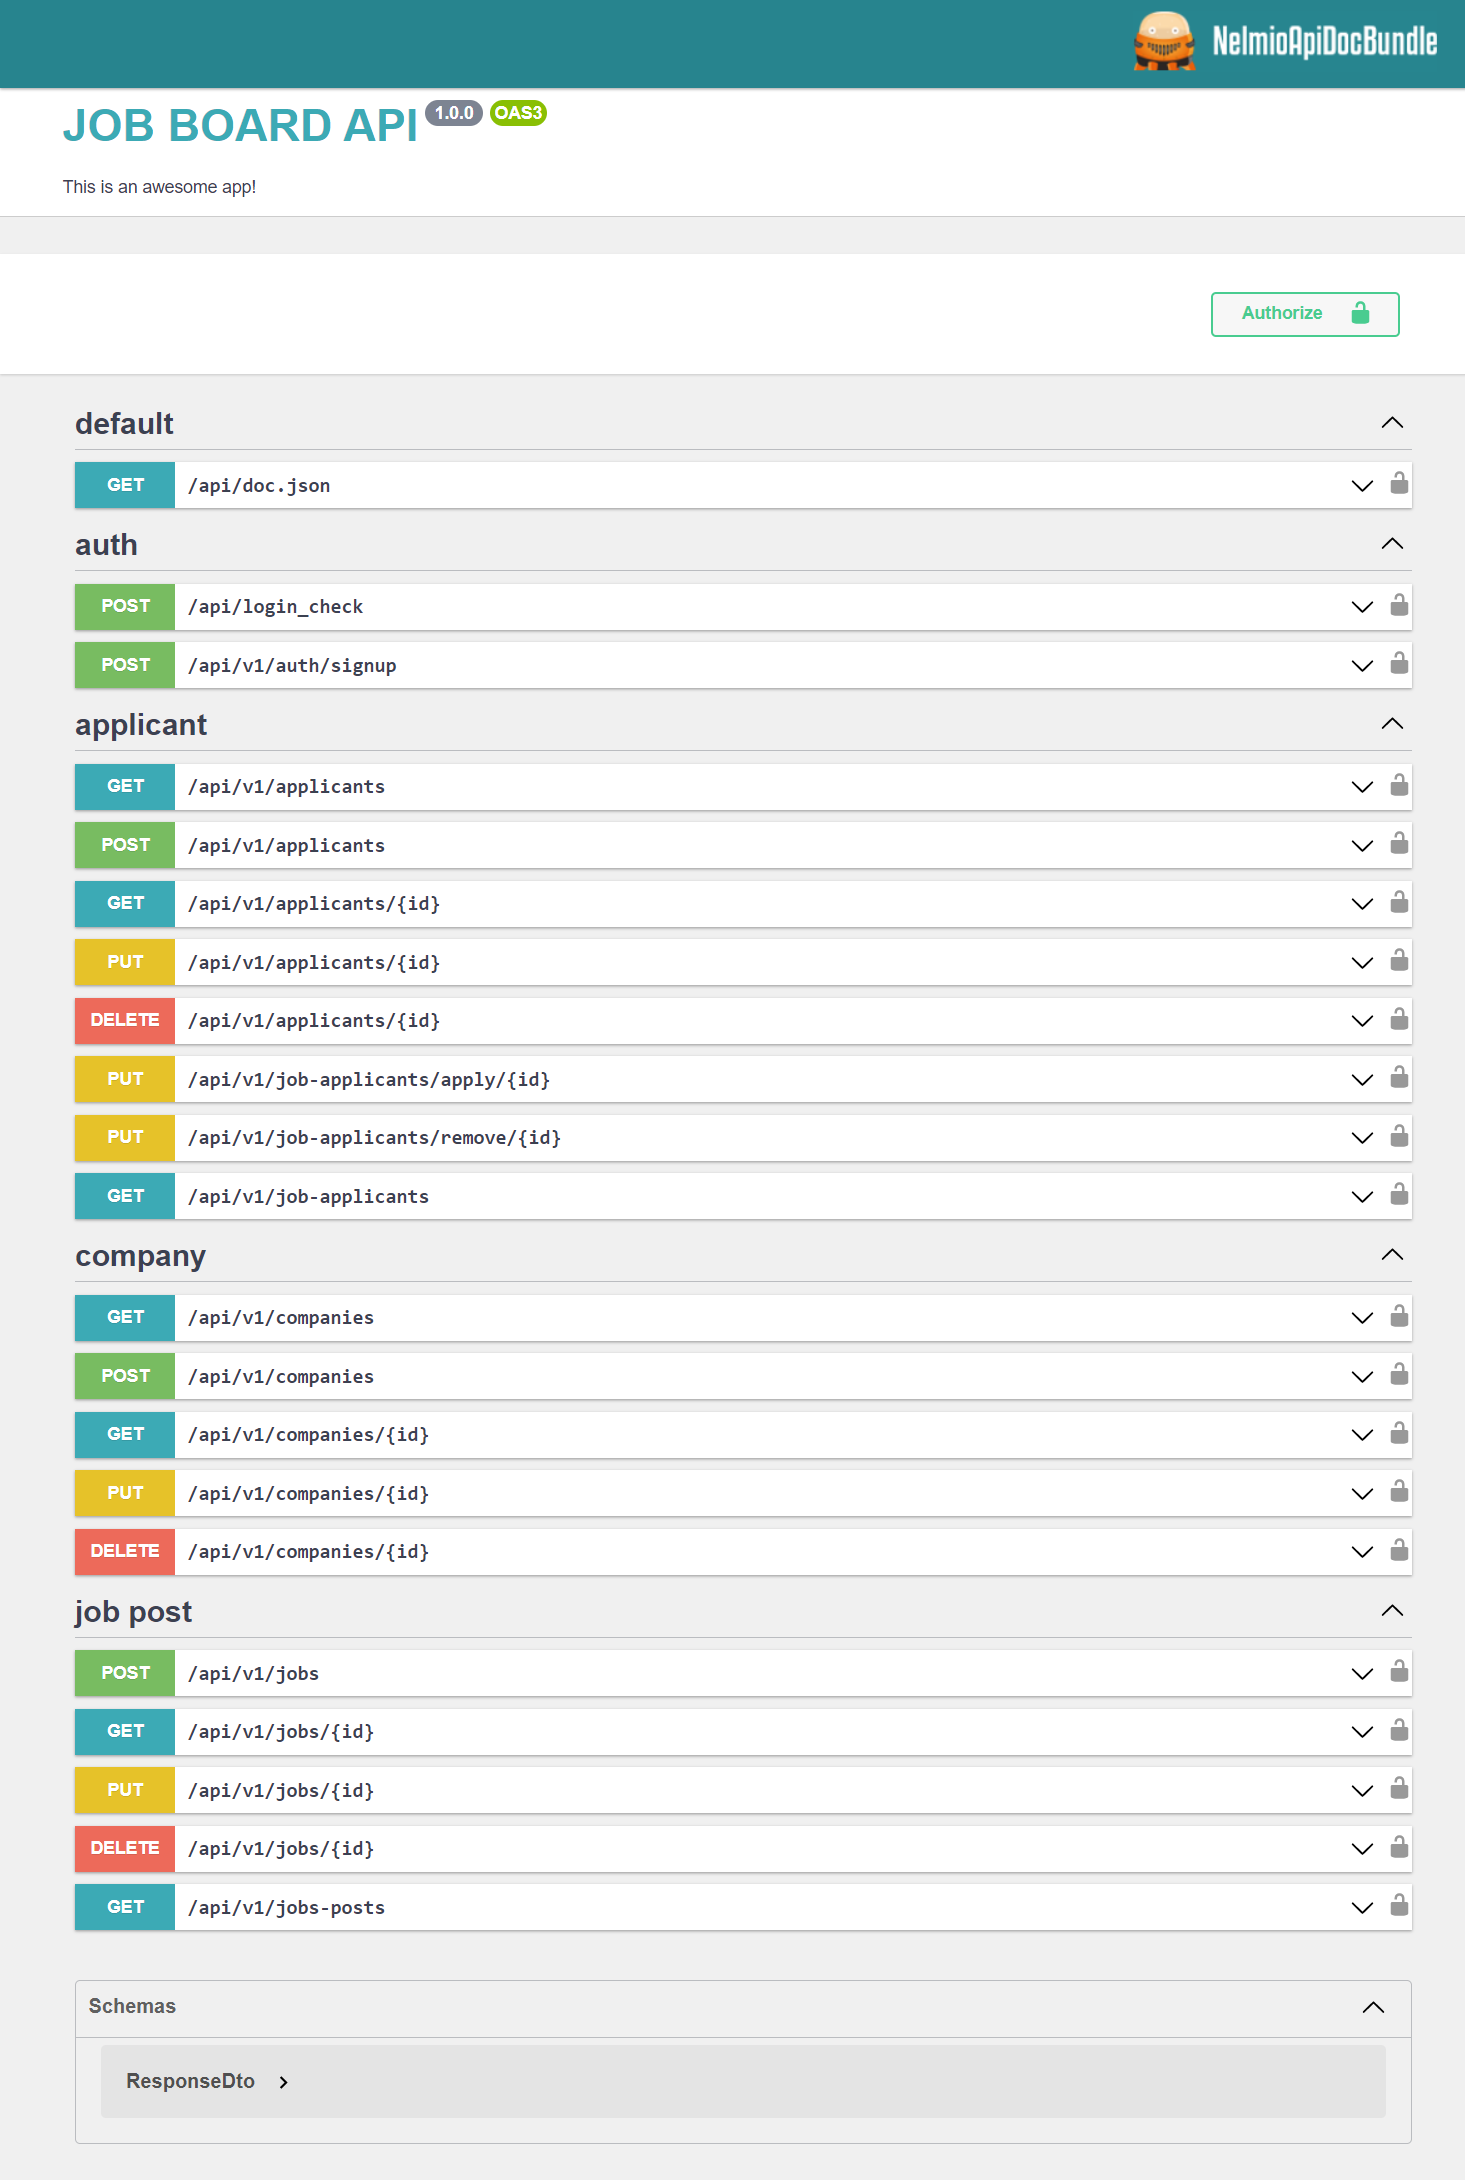 NelmioApiDocBundle
JOB BOARD API 1.0.0 OAS3
This is an awesome app!
Authorize
default
GET /api/doc.json
auth
POST /api/login_check
POST /api/v1/auth/signup
applicant
GET /api/v1/applicants
POST /api/v1/applicants
GET /api/v1/applicants/{id}
PUT /api/v1/applicants/{id}
DELETE /api/v1/applicants/{id}
PUT /api/v1/job-applicants/apply/{id}
PUT /api/v1/job-applicants/remove/{id}
GET /api/v1/job-applicants
company
GET /api/v1/companies
POST /api/v1/companies
GET /api/v1/companies/{id}
PUT /api/v1/companies/{id}
DELETE /api/v1/companies/{id}
job post
POST /api/v1/jobs
GET /api/v1/jobs/{id}
PUT /api/v1/jobs/{id}
DELETE /api/v1/jobs/{id}
GET /api/v1/jobs-posts
Schemas
ResponseDto